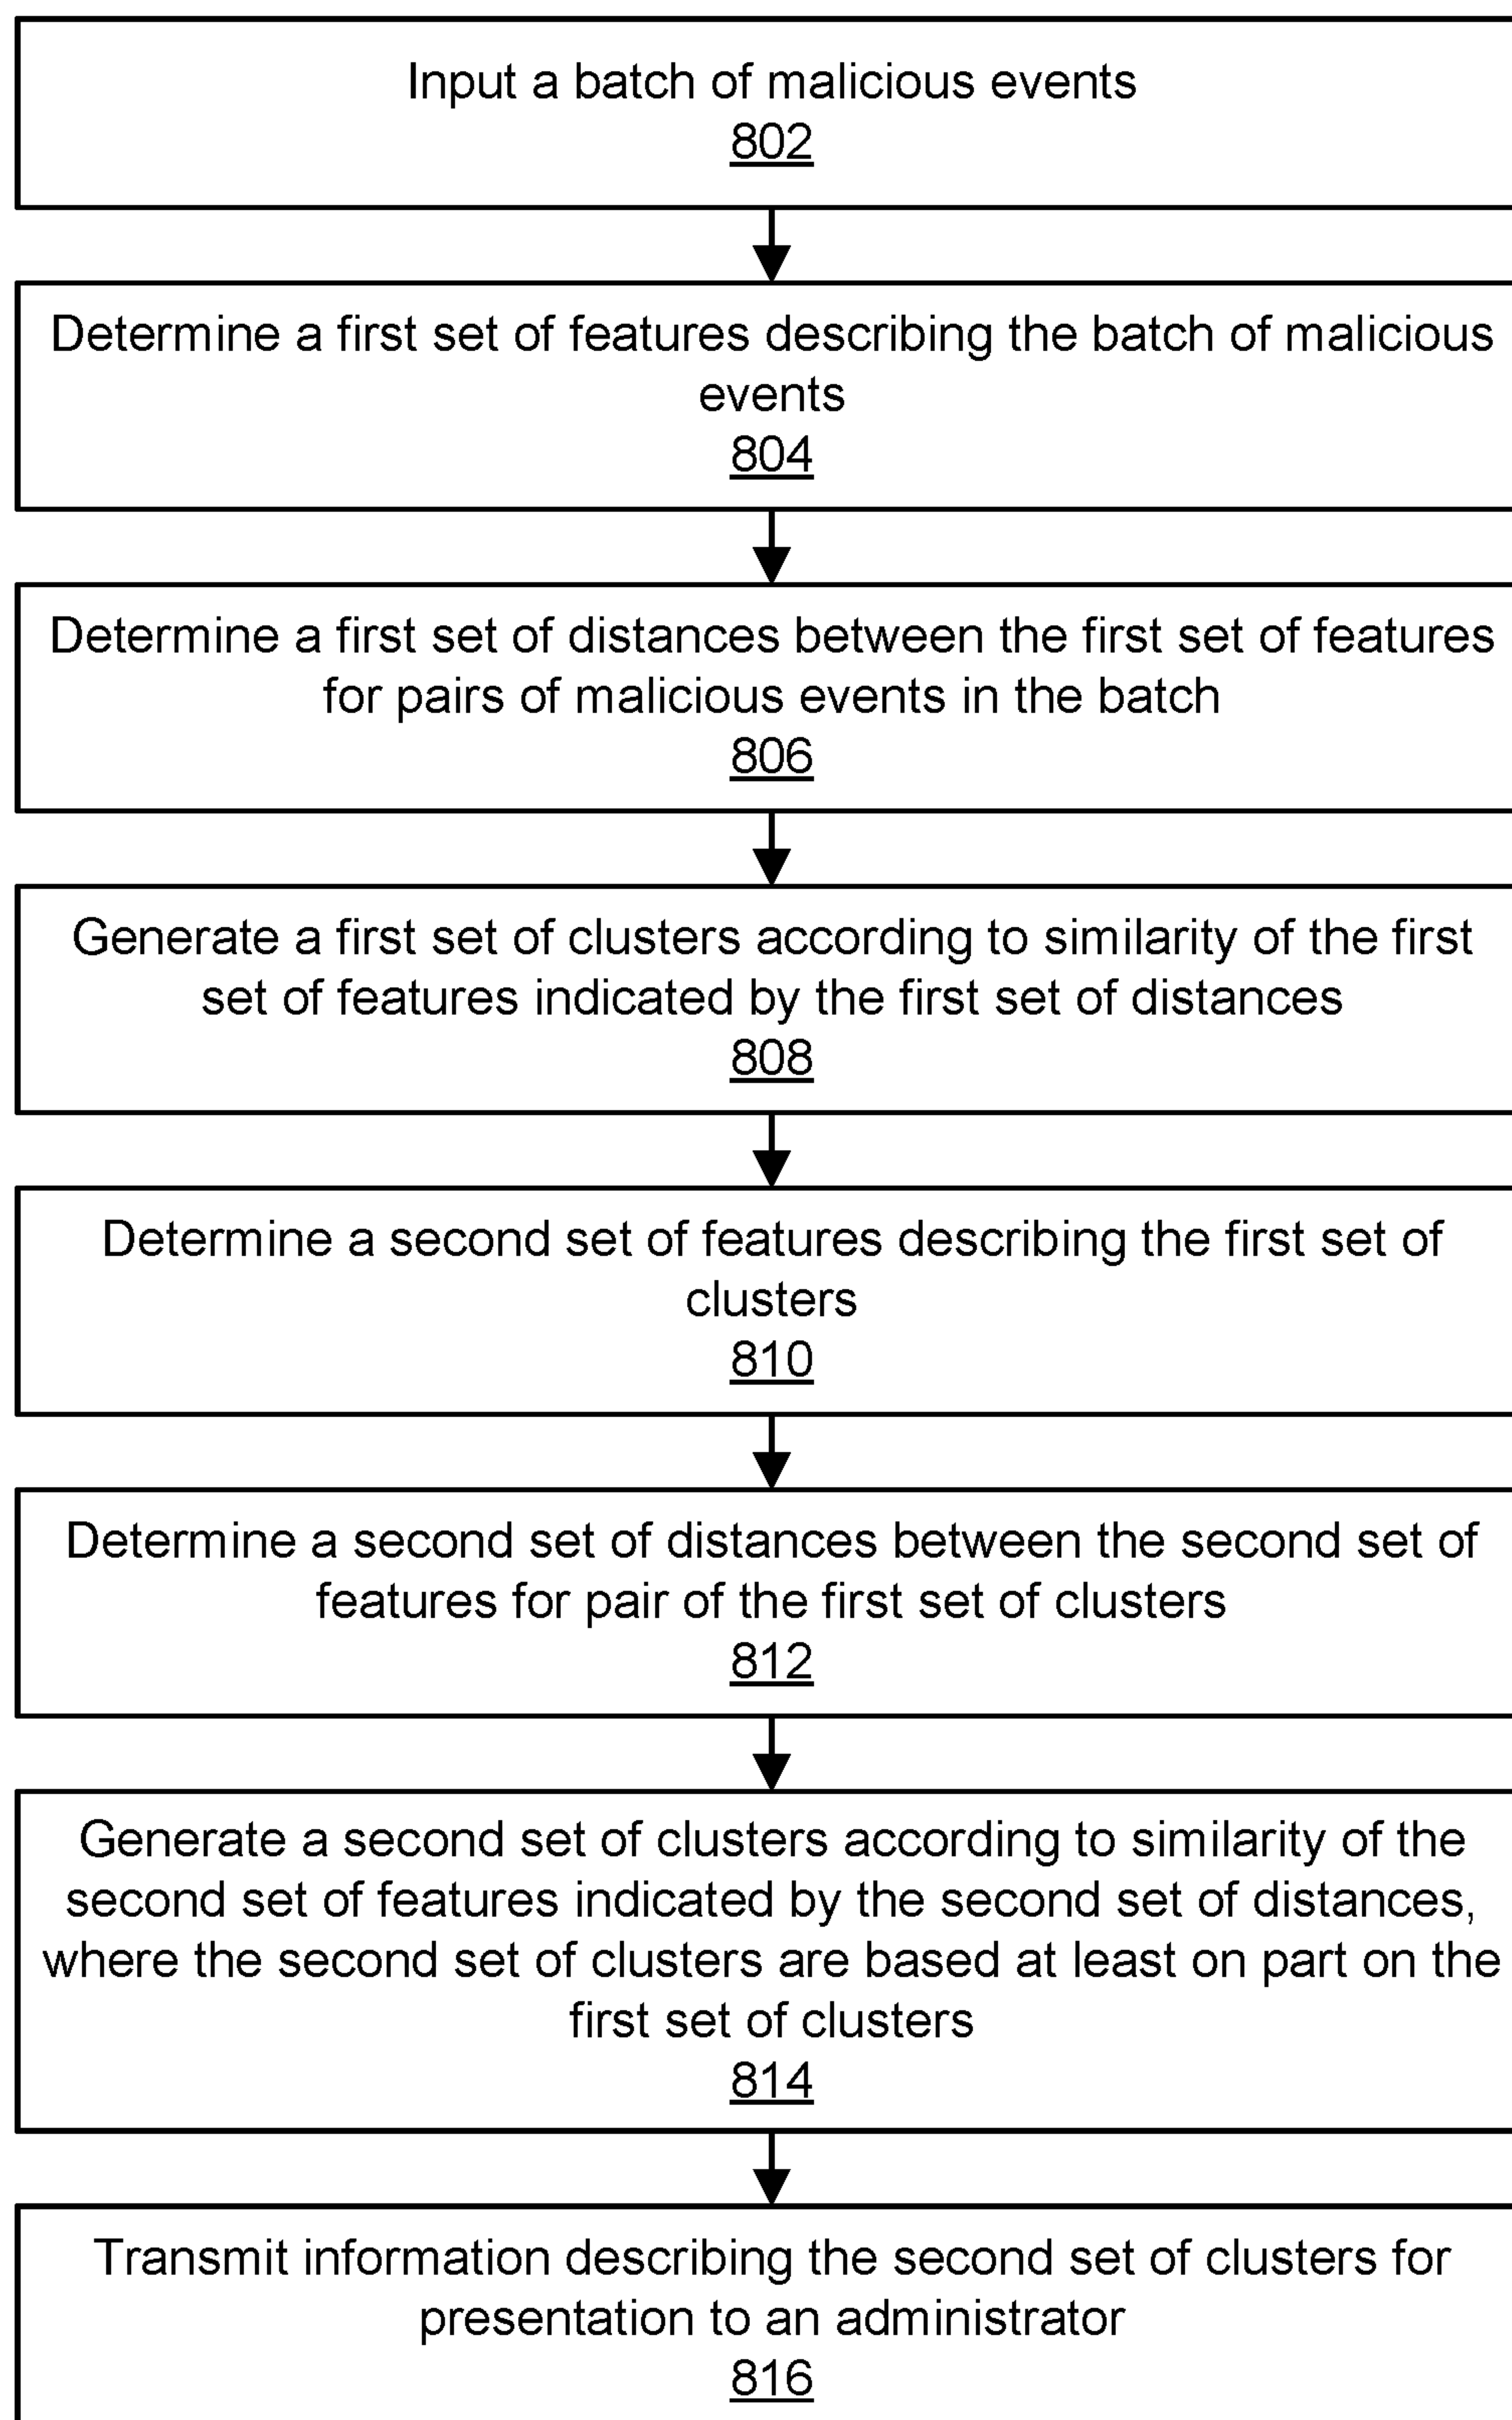 Input a batch of malicious events
802
Determine a first set of features describing the batch of malicious
events
804
Determine a first set of distances between the first set of features
for pairs of malicious events in the batch
806
Generate a first set of clusters according to similarity of the first
set of features indicated by the first set of distances
808
Determine a second set of features describing the first set of
clusters
810
Determine a second set of distances between the second set of
features for pair of the first set of clusters
812
Generate a second set of clusters according to similarity of the
second set of features indicated by the second set of distances,
where the second set of clusters are based at least on part on the
first set of clusters
814
Transmit information describing the second set of clusters for
presentation to an administrator
816